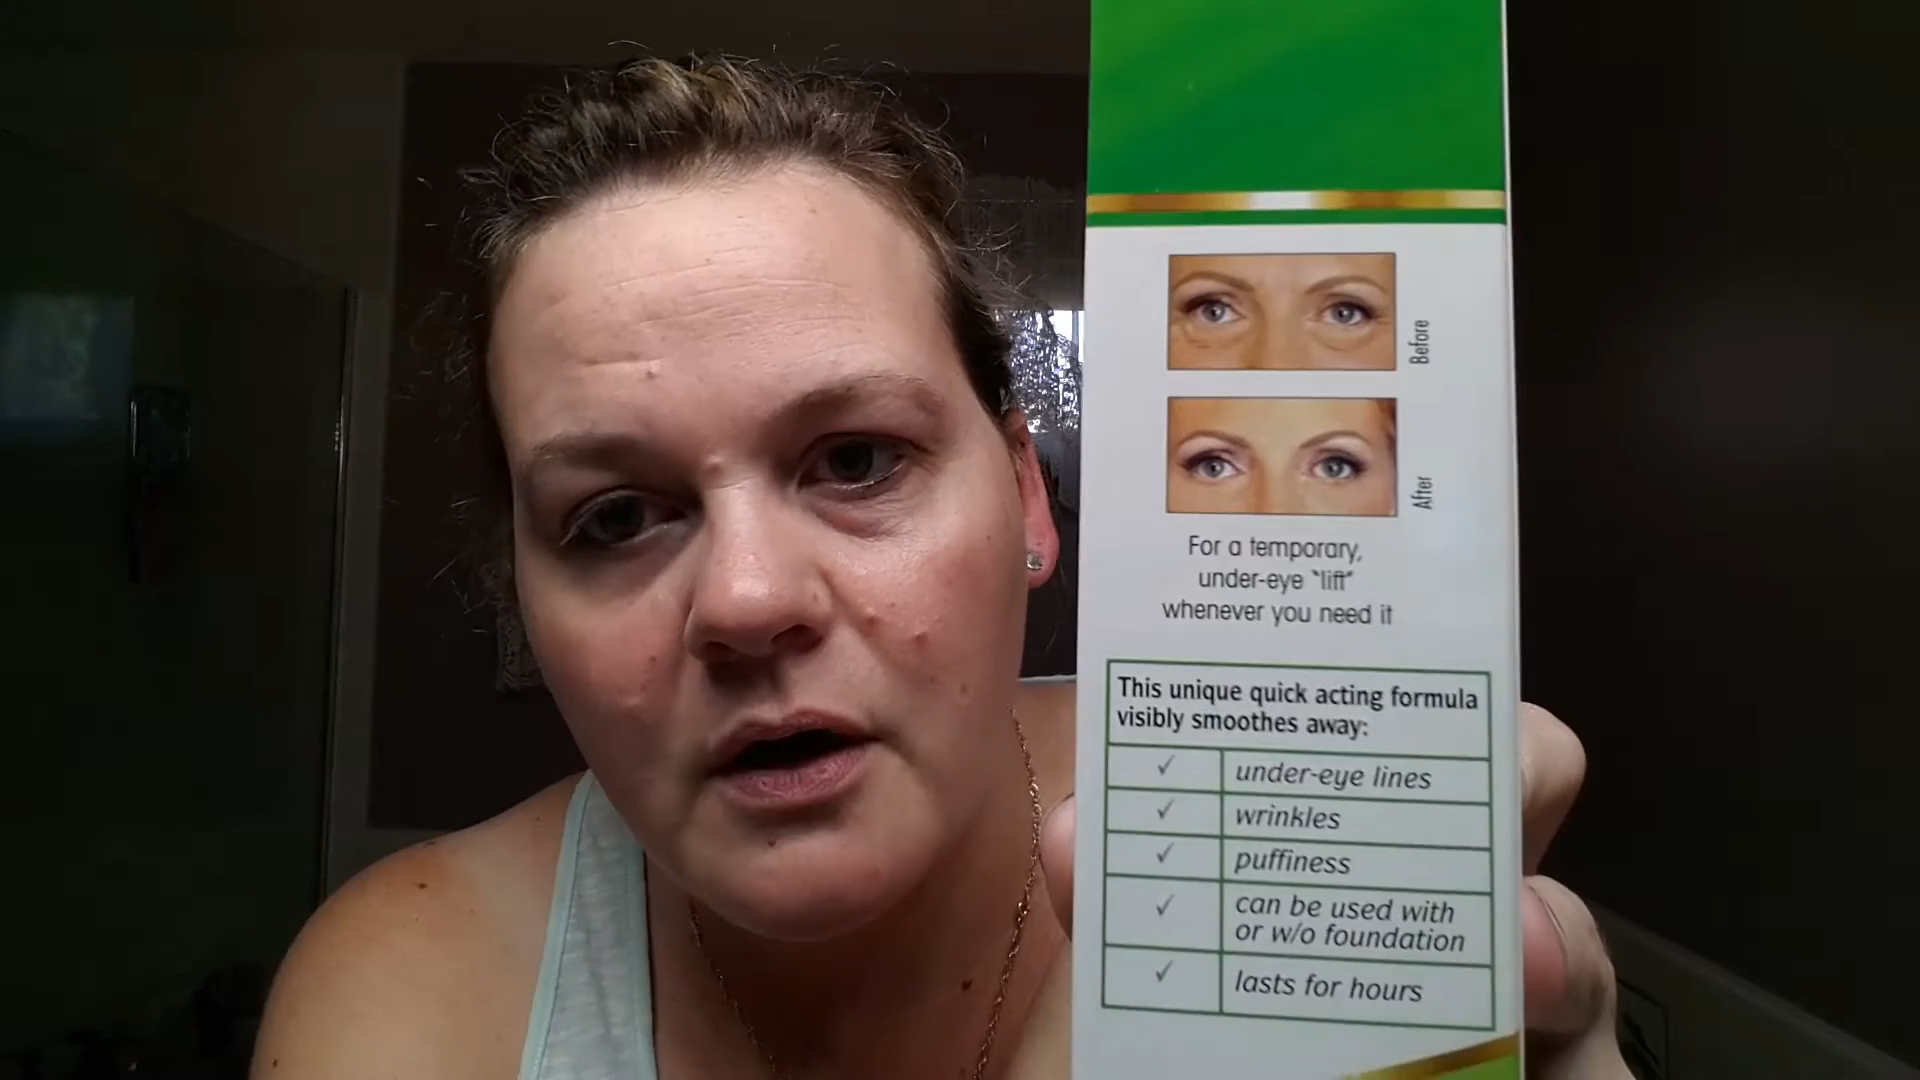 Before
After
For a temporary,
under-eye "lift"
whenever you need it
This unique quick acting formula
visibly smoothes away:
✓ under-eye lines
✓ wrinkles
✓ puffiness
✓ can be used with
or w/o foundation
✓ lasts for hours